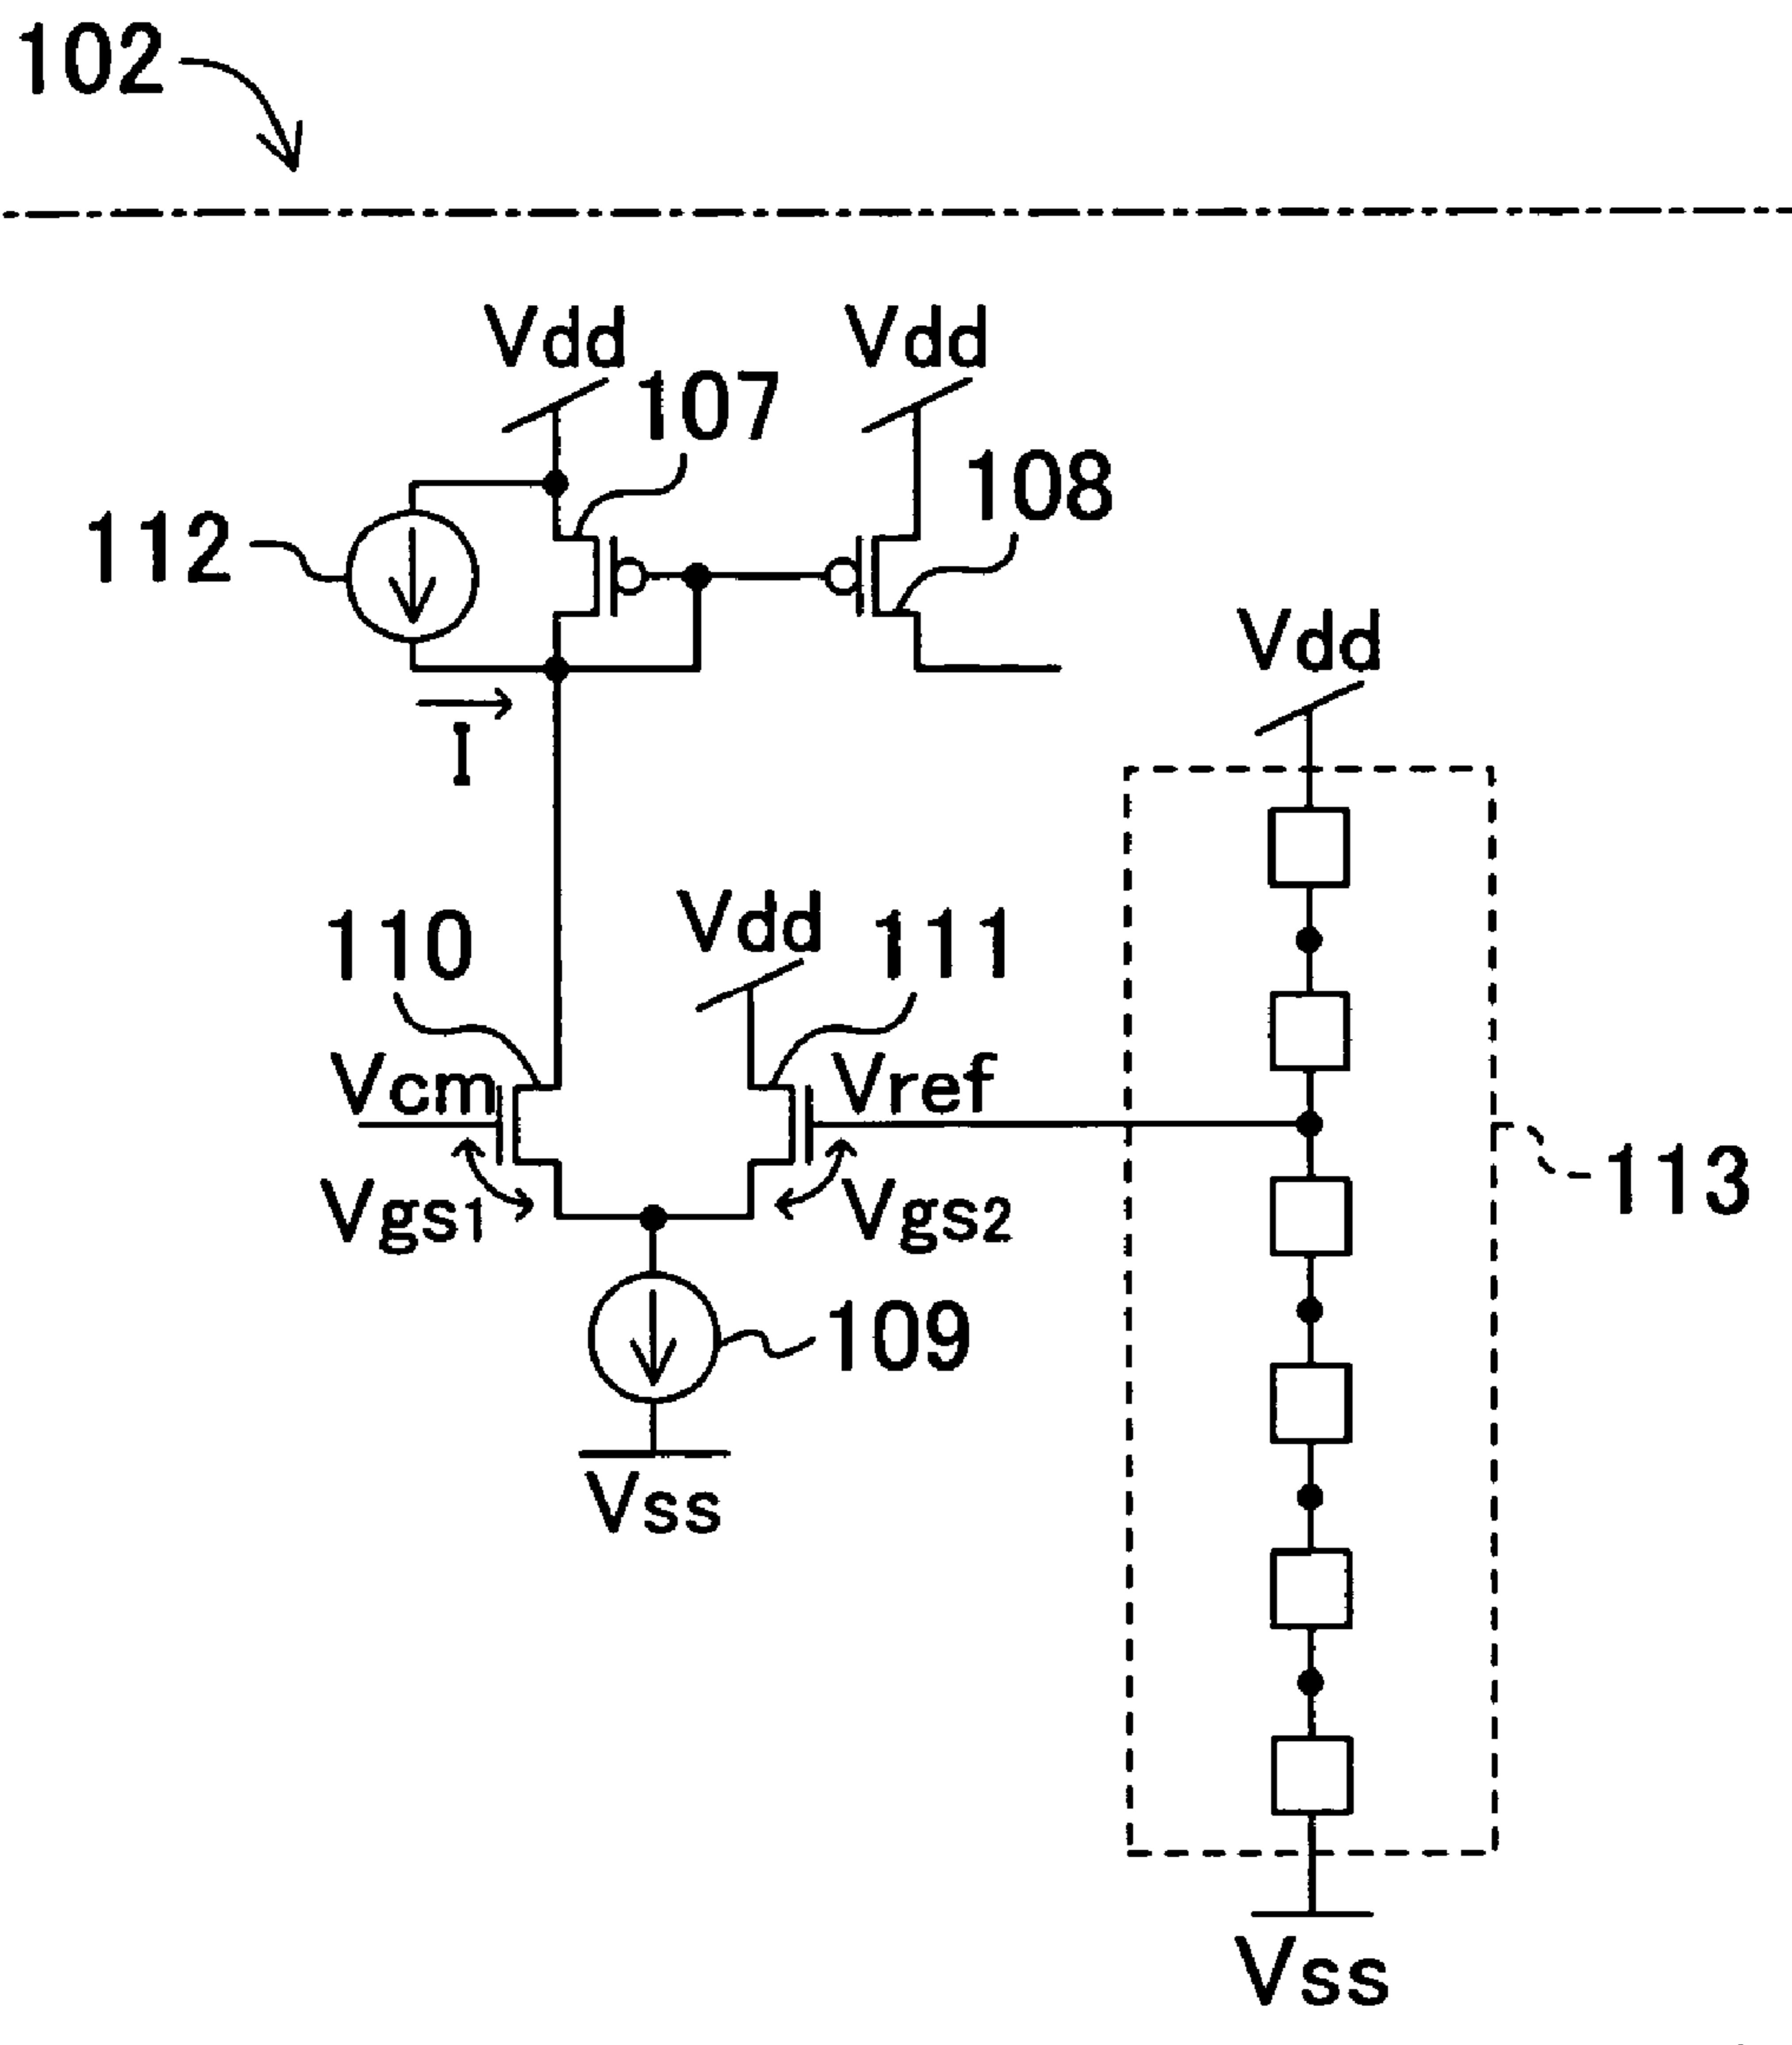 102
Vdd
Vdd
107
108
112
Vdd
I
Vdd
110
111
Vcm
Vref
113
Vgs1
Vgs2
109
Vss
Vss